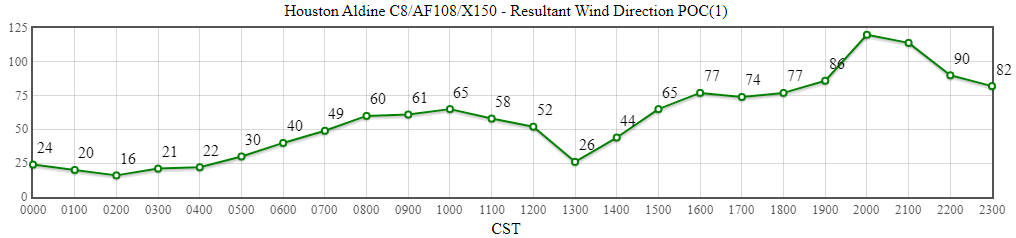 Houston Aldine C8/AF108/X150 - Resultant Wind Direction POC(1)
125
100
75
50
25
0
24 20 16 21 22 30 40 49 60 61 65 58 52 26 44 65 77 74 77 86 90 82
0000 0100 0200 0300 0400 0500 0600 0700 0800 0900 1000 1100 1200 1300 1400 1500 1600 1700 1800 1900 2000 2100 2200 2300
CST